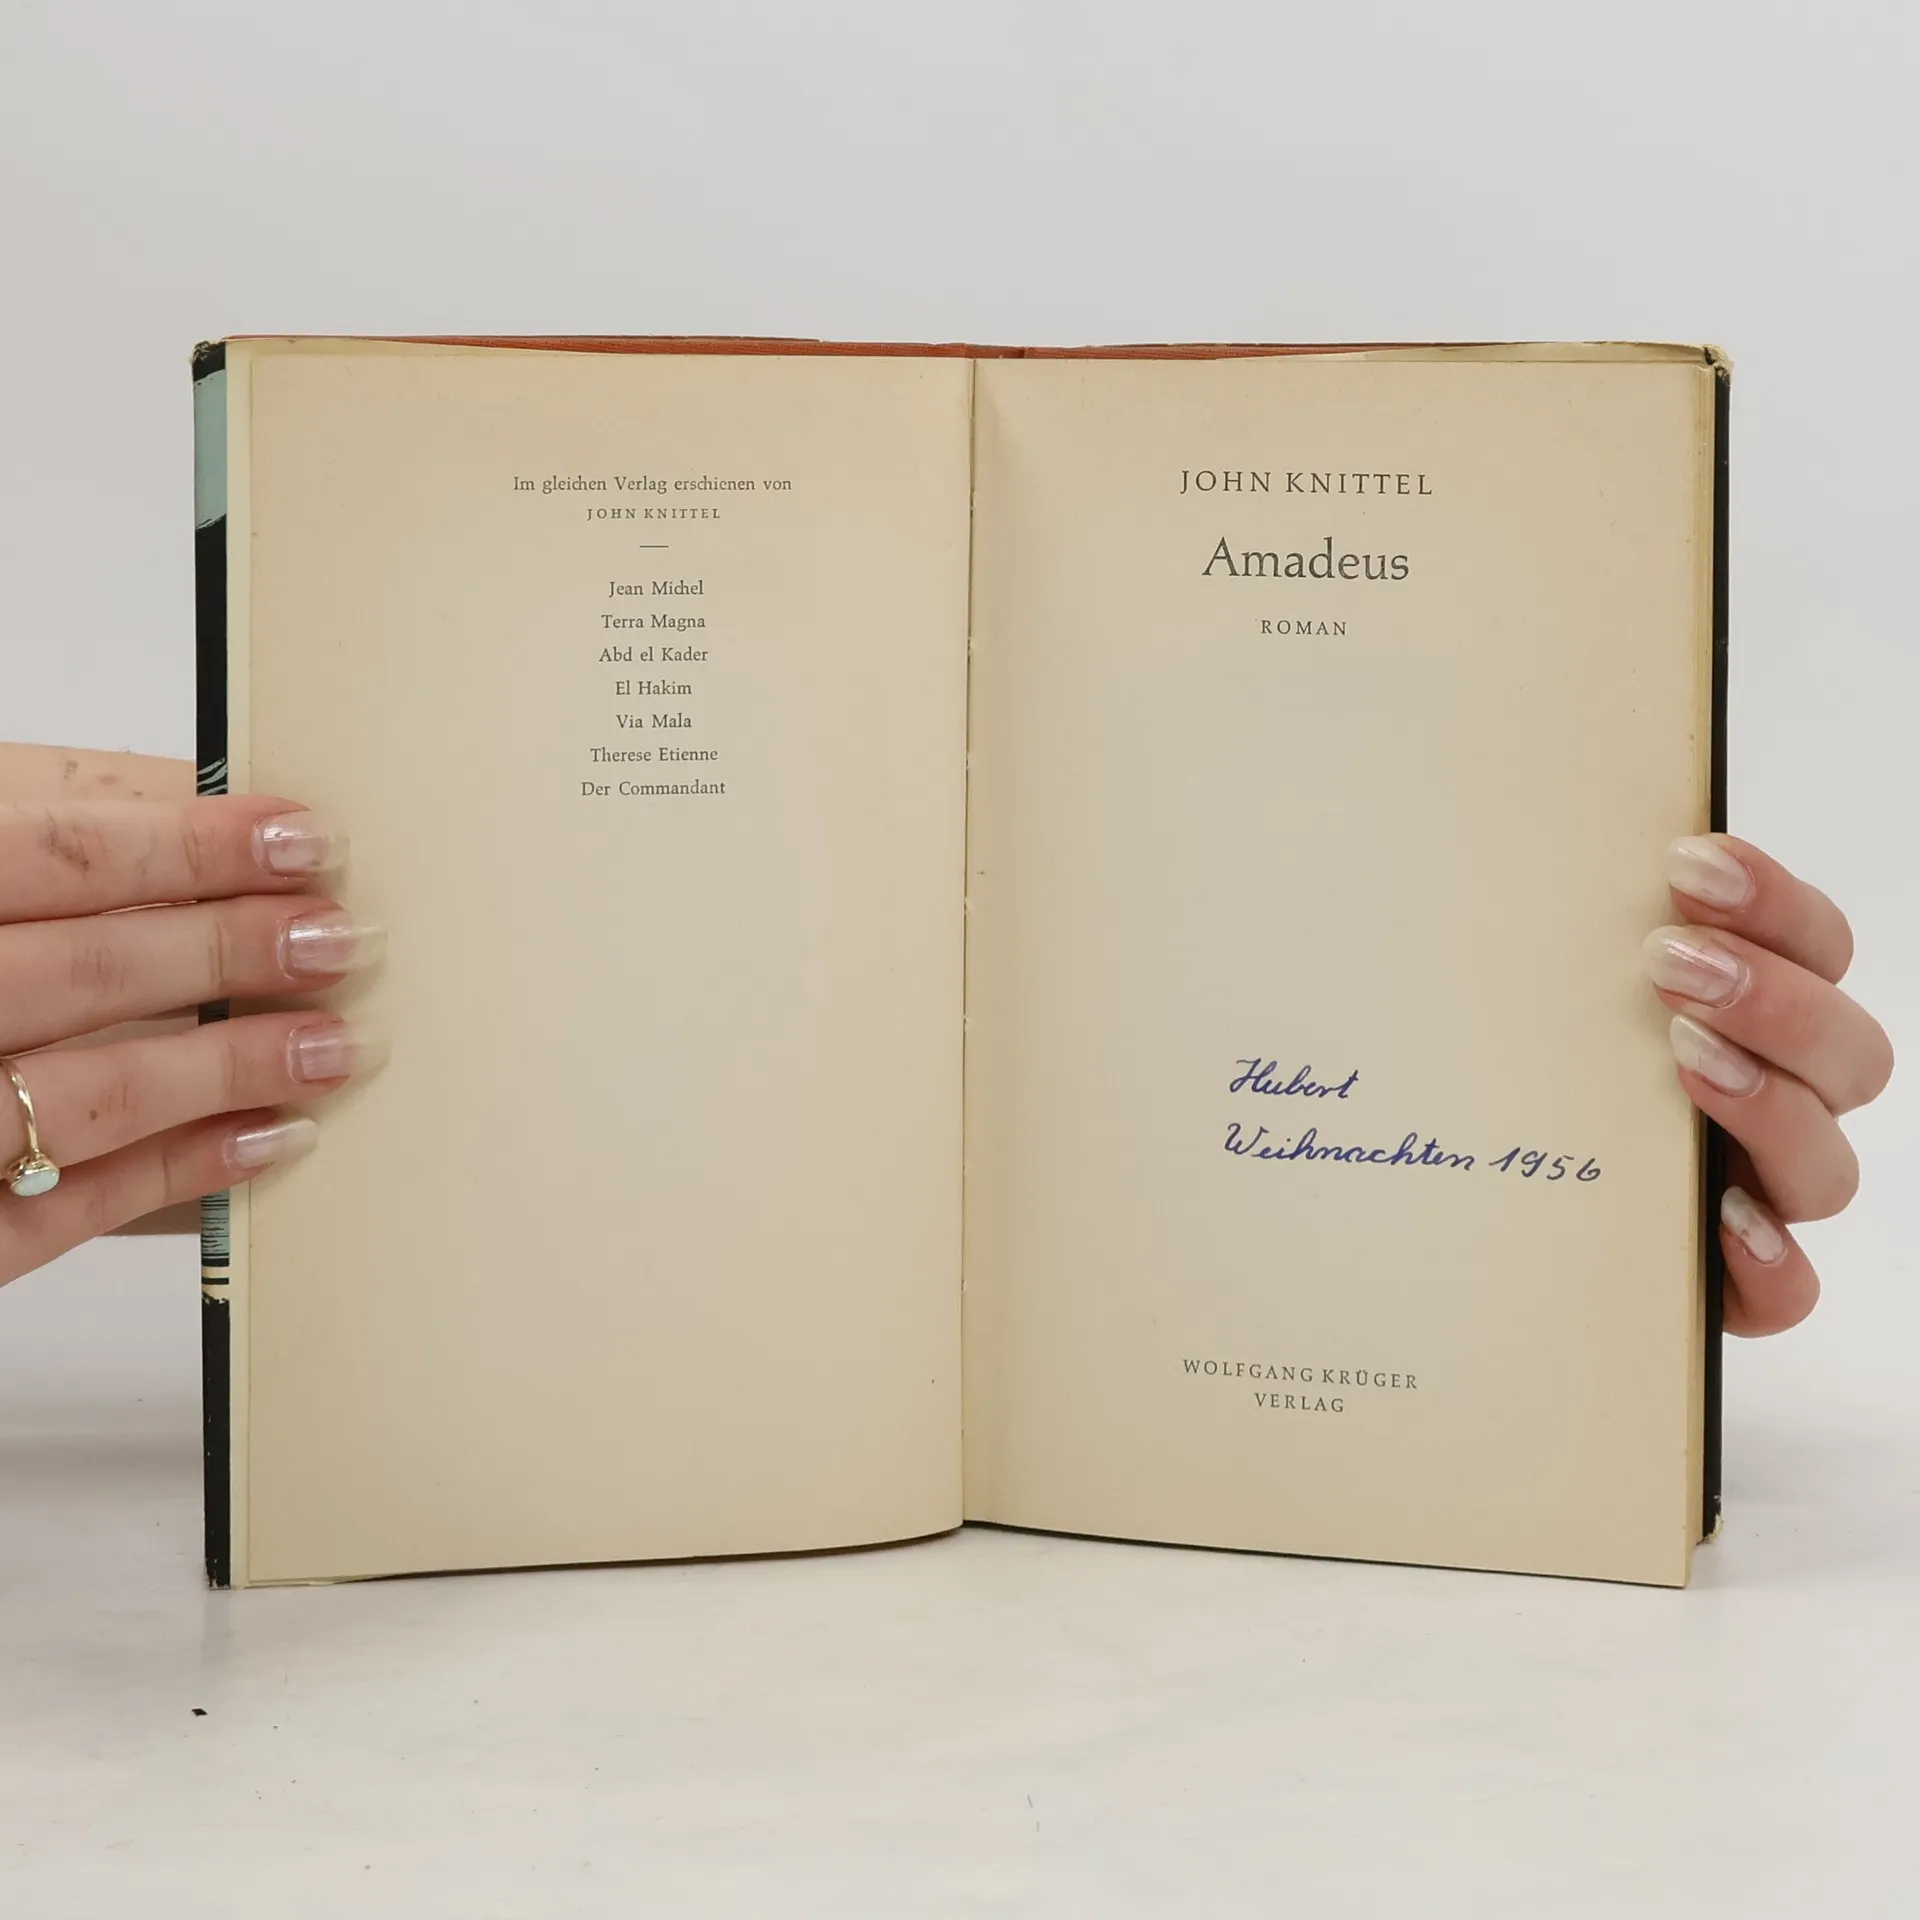 Im gleichen Verlag erschienen von
JOHN KNITTEL
Jean Michel
Terra Magna
Abd el Kader
El Hakim
Via Mala
Therese Etienne
Der Commandant
JOHN KNITTEL
Amadeus
ROMAN
Hubert
Weihnachten 1956
WOLFGANG KRÜGER
VERLAG